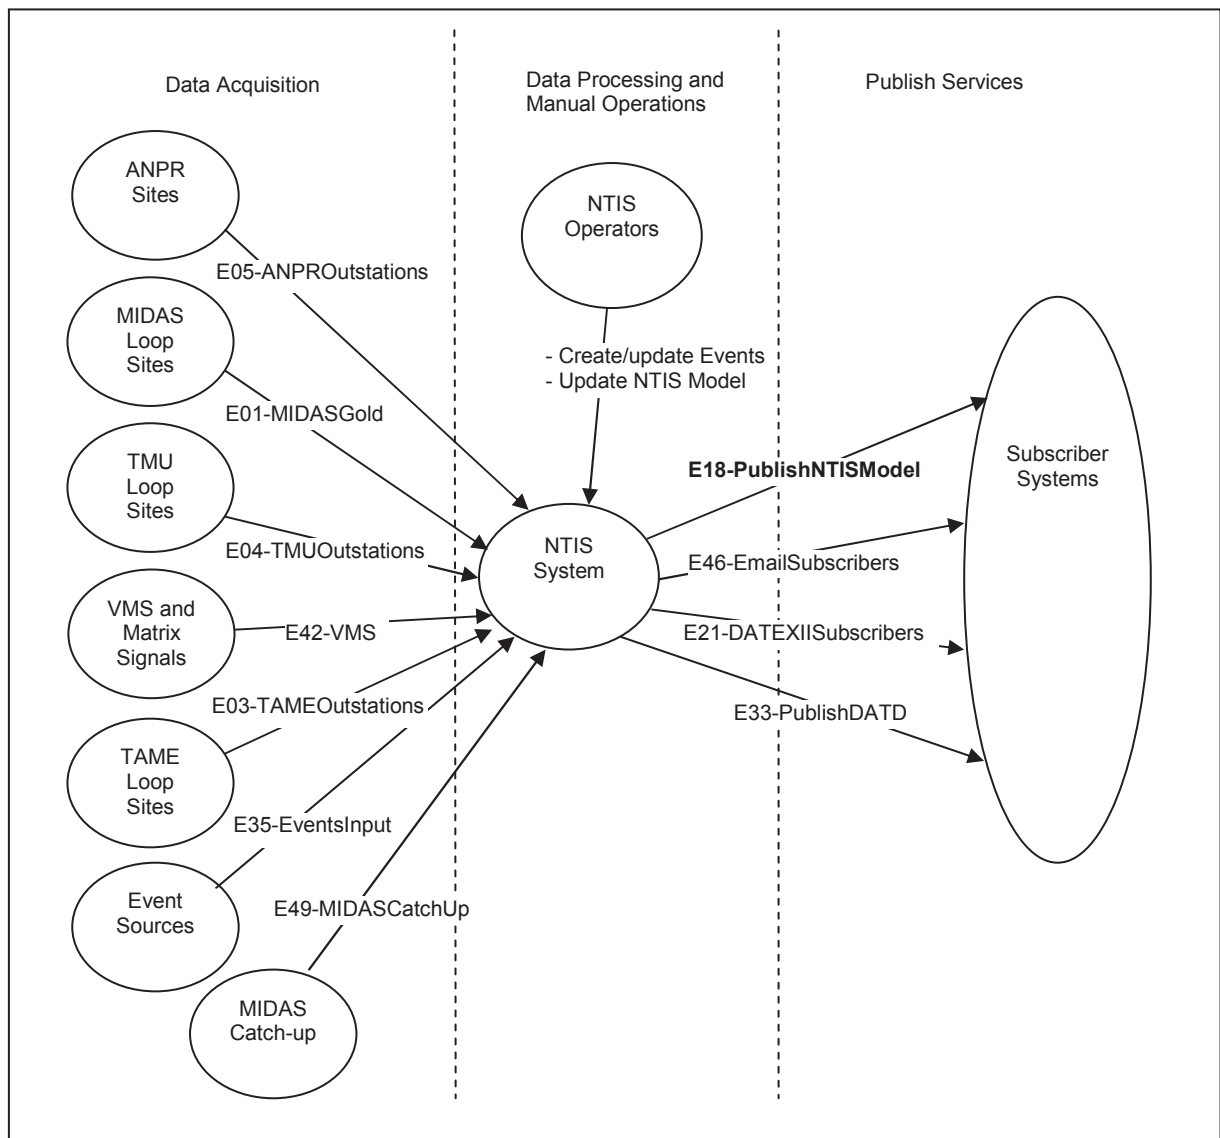 Data Acquisition
Data Processing and
Manual Operations
Publish Services
ANPR
Sites
NTIS
Operators
E05-ANPROutstations
MIDAS
Loop
Sites
- Create/update Events
- Update NTIS Model
E01-MIDASGold
TMU
Loop
Sites
E18-PublishNTISModel
Subscriber
Systems
E04-TMUOutstations
NTIS
System
E46-EmailSubscribers
VMS and
Matrix
Signals
E42-VMS
E21-DATEXIISubscribers
E03-TAMEOutstations
E33-PublishDATD
TAME
Loop
Sites
E35-EventsInput
Event
Sources
E49-MIDASCatchUp
MIDAS
Catch-up